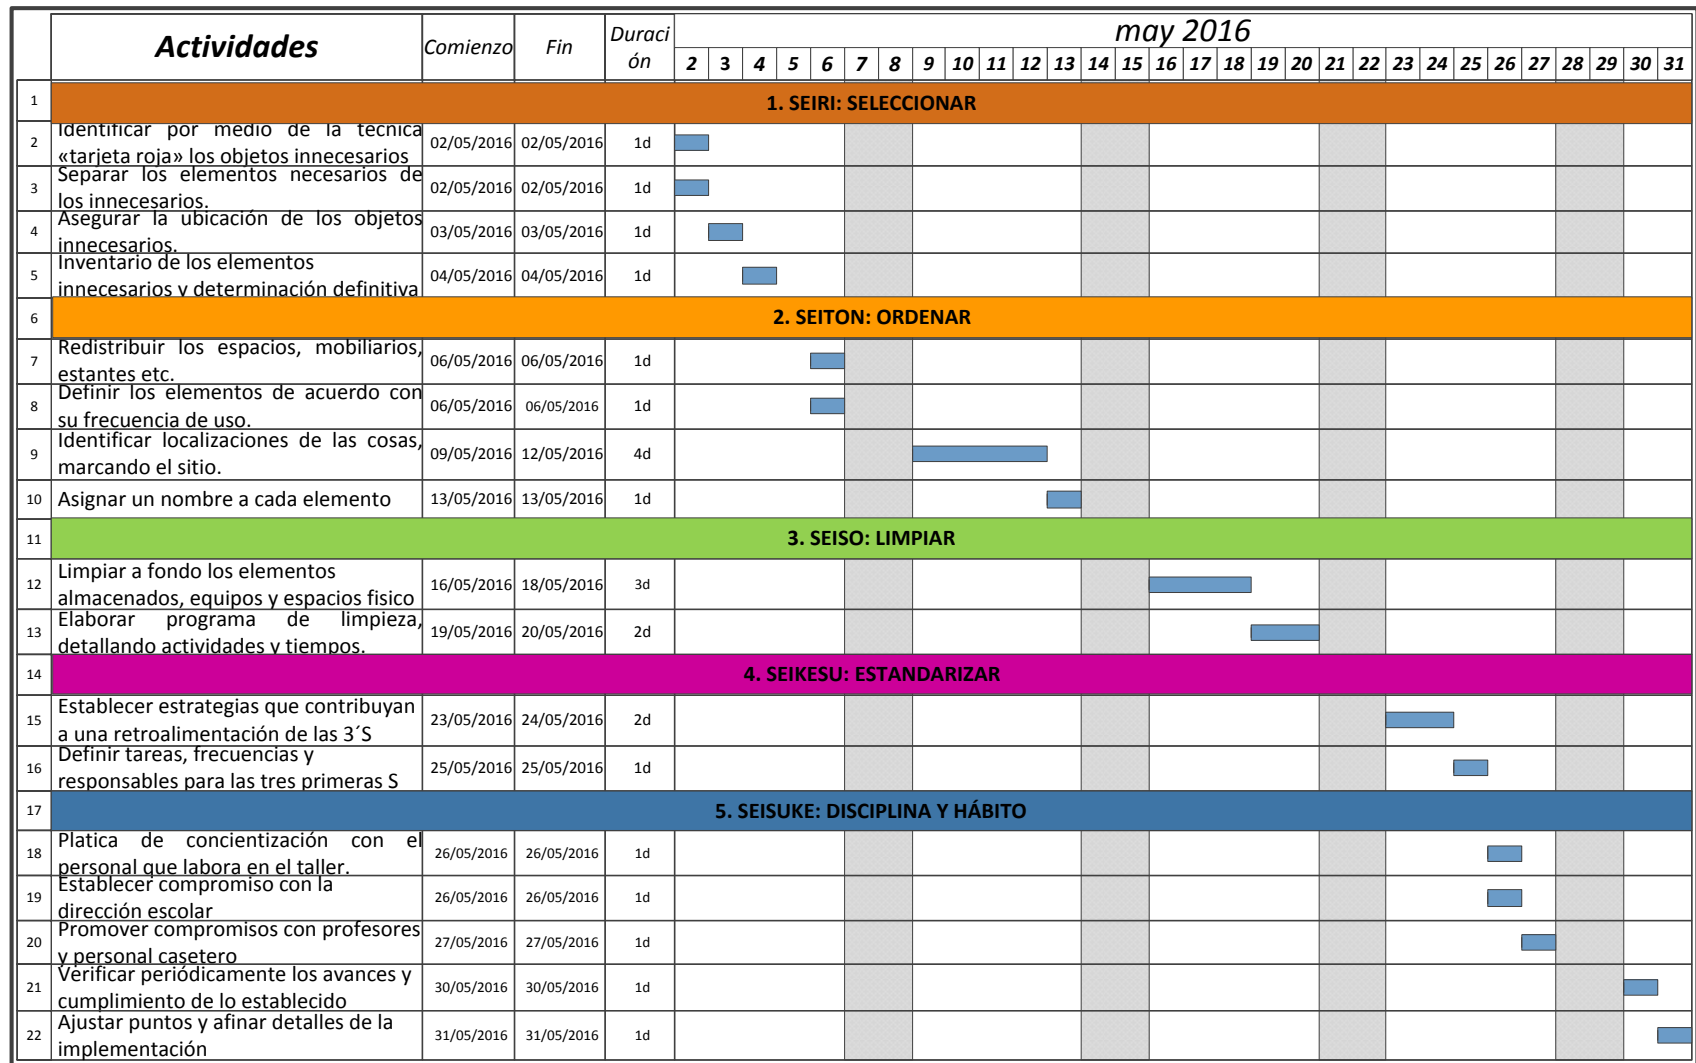 Actividades Comienzo Fin Duraci
ón may 2016
2 3 4 5 6 7 8 9 10 11 12 13 14 15 16 17 18 19 20 21 22 23 24 25 26 27 28 29 30 31
1 1. SEIRI: SELECCIONAR
2 Identificar por medio de la técnica
«tarjeta roja» los objetos innecesarios 02/05/2016 02/05/2016 1d
3 Separar los elementos necesarios de
los innecesarios. 02/05/2016 02/05/2016 1d
4 Asegurar la ubicación de los objetos
innecesarios. 03/05/2016 03/05/2016 1d
5 Inventario de los elementos
innecesarios y determinación definitiva 04/05/2016 04/05/2016 1d
6 2. SEITON: ORDENAR
7 Redistribuir los espacios, mobiliarios,
estantes etc. 06/05/2016 06/05/2016 1d
8 Definir los elementos de acuerdo con
su frecuencia de uso. 06/05/2016 06/05/2016 1d
9 Identificar localizaciones de las cosas,
marcando el sitio. 09/05/2016 12/05/2016 4d
10 Asignar un nombre a cada elemento 13/05/2016 13/05/2016 1d
11 3. SEISO: LIMPIAR
12 Limpiar a fondo los elementos
almacenados, equipos y espacios fisico 16/05/2016 18/05/2016 3d
13 Elaborar programa de limpieza,
detallando actividades y tiempos. 19/05/2016 20/05/2016 2d
14 4. SEIKESU: ESTANDARIZAR
15 Establecer estrategias que contribuyan
a una retroalimentación de las 3´S 23/05/2016 24/05/2016 2d
16 Definir tareas, frecuencias y
responsables para las tres primeras S 25/05/2016 25/05/2016 1d
17 5. SEISUKE: DISCIPLINA Y HÁBITO
18 Platica de concientización con el
personal que labora en el taller. 26/05/2016 26/05/2016 1d
19 Establecer compromiso con la
dirección escolar 26/05/2016 26/05/2016 1d
20 Promover compromisos con profesores
y personal casetero 27/05/2016 27/05/2016 1d
21 Verificar periódicamente los avances y
cumplimiento de lo establecido 30/05/2016 30/05/2016 1d
22 Ajustar puntos y afinar detalles de la
implementación 31/05/2016 31/05/2016 1d